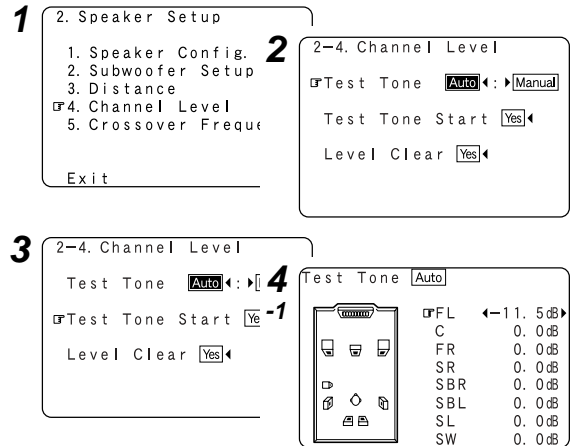 1
2. Speaker Setup
1. Speaker Config.
2. Subwoofer Setup
3. Distance
☞4. Channel Level
5. Crossover Freque
Exit
2
2-4. Channel Level
☞Test Tone Auto ◀ : ▶ Manual
Test Tone Start Yes ◀
Level Clear Yes ◀
3
2-4. Channel Level
Test Tone Auto ◀ : ▶
☞Test Tone Start Ye
Level Clear Yes ◀
4
-1
Test Tone Auto
☞FL ◀-11. 5dB▶
C 0. 0dB
FR 0. 0dB
SR 0. 0dB
SBR 0. 0dB
SBL 0. 0dB
SL 0. 0dB
SW 0. 0dB